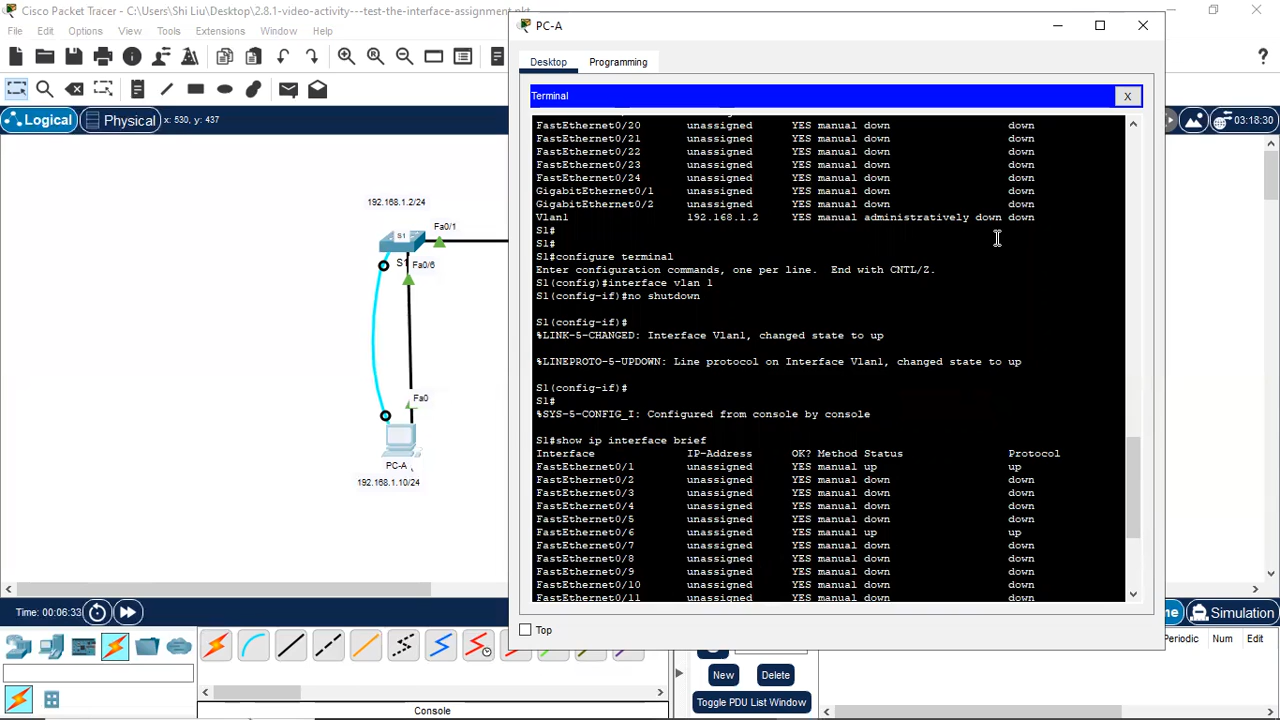 Cisco Packet Tracer - C:\Users\Shi Liu\Desktop\2.8.1-video-activity---test-the-interface-assignment.pkt
File Edit Options View Tools Extensions Window Help
Logical Physical x: 530, y: 437
03:18:30
192.168.1.2/24
S1
Fa0/1
S1
Fa0/6
Fa0
PC-A
192.168.1.10/24
PC-A
Desktop Programming
Terminal
X
FastEthernet0/20 unassigned YES manual down down
FastEthernet0/21 unassigned YES manual down down
FastEthernet0/22 unassigned YES manual down down
FastEthernet0/23 unassigned YES manual down down
FastEthernet0/24 unassigned YES manual down down
GigabitEthernet0/1 unassigned YES manual down down
GigabitEthernet0/2 unassigned YES manual down down
Vlan1 192.168.1.2 YES manual administratively down down
S1#
S1#
S1#configure terminal
Enter configuration commands, one per line. End with CNTL/Z.
S1(config)#interface vlan 1
S1(config-if)#no shutdown
S1(config-if)#
%LINK-5-CHANGED: Interface Vlan1, changed state to up
%LINEPROTO-5-UPDOWN: Line protocol on Interface Vlan1, changed state to up
S1(config-if)#
S1#
%SYS-5-CONFIG_I: Configured from console by console
S1#show ip interface brief
Interface IP-Address OK? Method Status Protocol
FastEthernet0/1 unassigned YES manual up up
FastEthernet0/2 unassigned YES manual down down
FastEthernet0/3 unassigned YES manual down down
FastEthernet0/4 unassigned YES manual down down
FastEthernet0/5 unassigned YES manual down down
FastEthernet0/6 unassigned YES manual up up
FastEthernet0/7 unassigned YES manual down down
FastEthernet0/8 unassigned YES manual down down
FastEthernet0/9 unassigned YES manual down down
FastEthernet0/10 unassigned YES manual down down
FastEthernet0/11 unassigned YES manual down down
Top
Time: 00:06:33
Simulation
Periodic Num Edit
New Delete
Toggle PDU List Window
Console